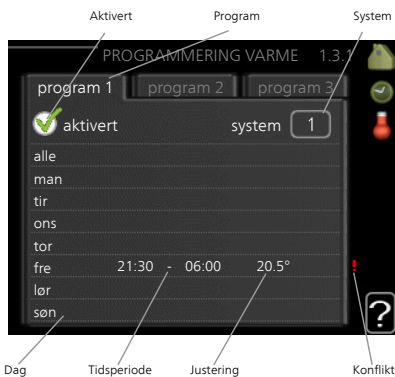 Aktivert Program System
PROGRAMMERING VARME 1.3.1
program 1 program 2 program 3
aktivert system 1
alle
man
tir
ons
tor
fre 21:30 - 06:00 20.5°
lør
søn
!
?
Dag Tidsperiode Justering Konflikt